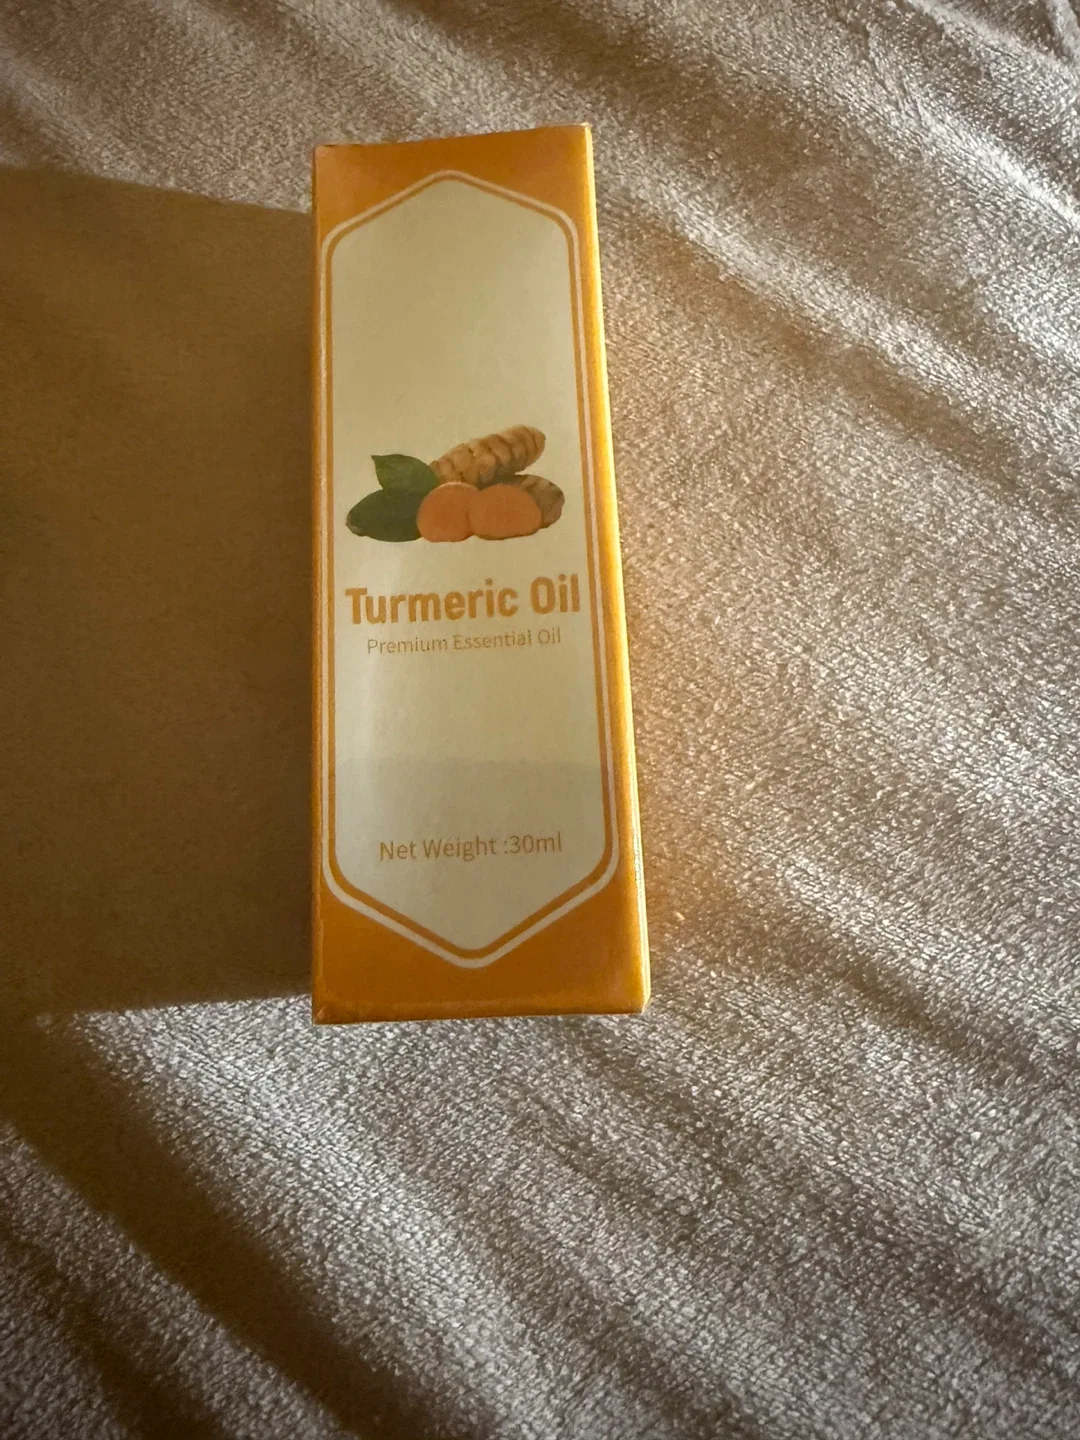 Turmeric Oil
Premium Essential Oil
Net Weight :30ml